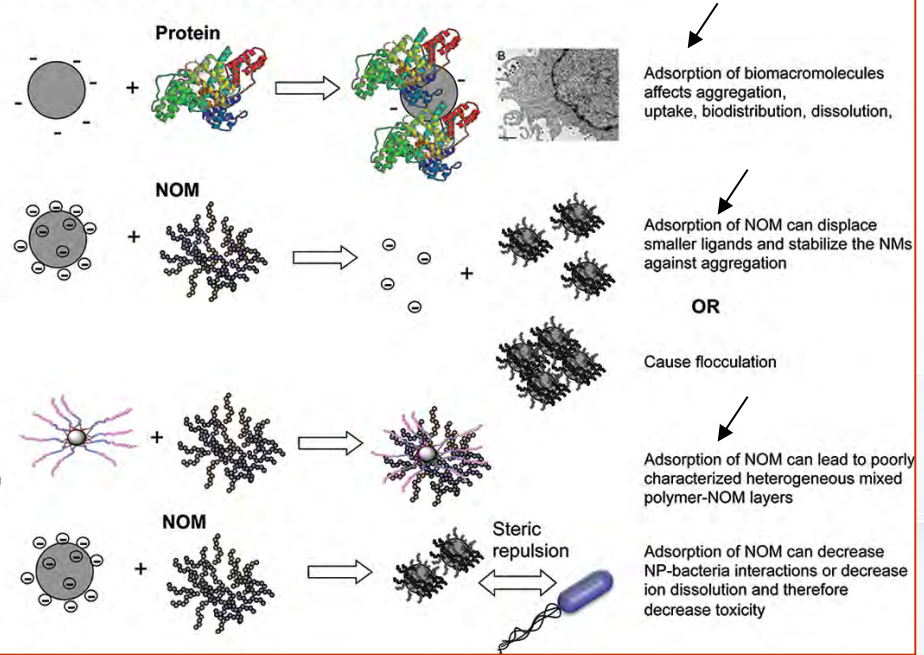 Protein
+
B
Adsorption of biomacromolecules
affects aggregation,
uptake, biodistribution, dissolution,
NOM
+
+
Adsorption of NOM can displace
smaller ligands and stabilize the NMs
against aggregation
OR
Cause flocculation
+
Adsorption of NOM can lead to poorly
characterized heterogeneous mixed
polymer-NOM layers
NOM
+
Steric
repulsion
Adsorption of NOM can decrease
NP-bacteria interactions or decrease
ion dissolution and therefore
decrease toxicity